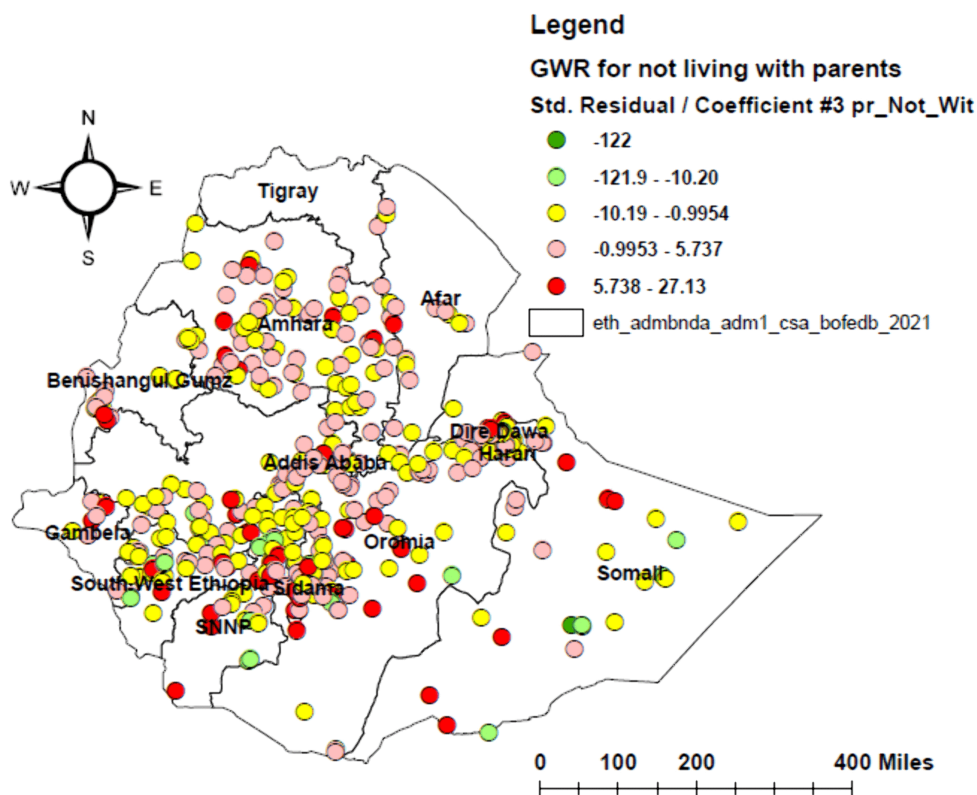 Legend
GWR for not living with parents
Std. Residual / Coefficient #3 pr_Not_Wit
-122
-121.9 - -10.20
-10.19 - -0.9954
-0.9953 - 5.737
5.738 - 27.13
eth_admbnda_adm1_csa_bofedb_2021
N
W E
S
Tigray
Afar
Amhara
Benishangul Gumz
Dire Dawa
Harari
Addis Ababa
Gambela
Oromia
Somali
South West Ethiopia
Sidama
SNNP
0 100 200 400 Miles